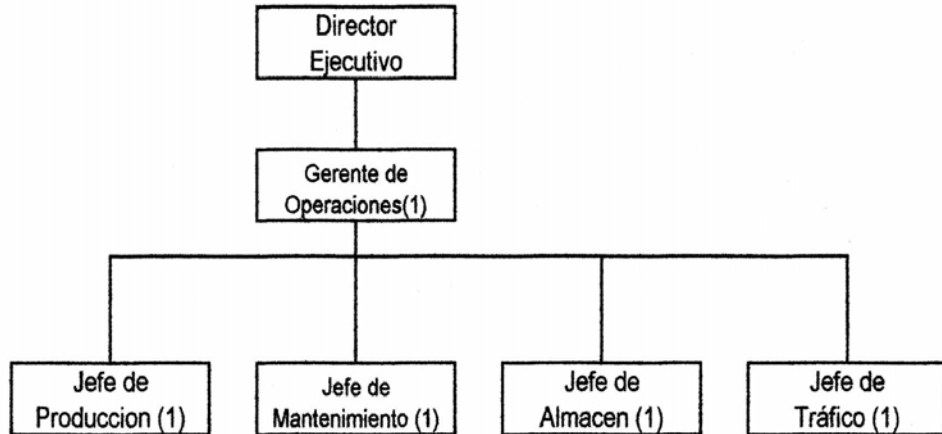 Director
Ejecutivo
Gerente de
Operaciones(1)
Jefe de
Produccion (1)
Jefe de
Mantenimiento (1)
Jefe de
Almacen (1)
Jefe de
Tráfico (1)